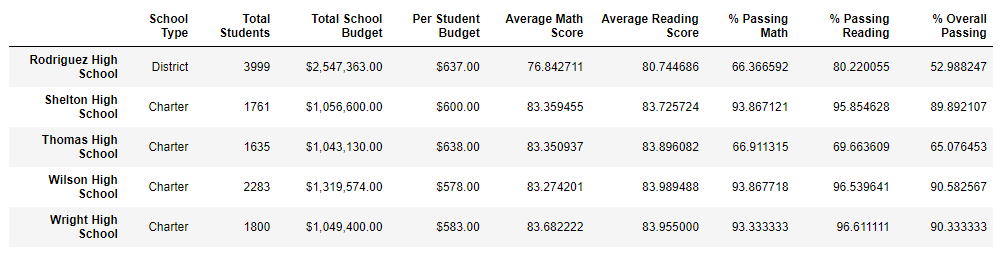 School Type Total Students Total School Budget Per Student Budget Average Math Score Average Reading Score % Passing Math % Passing Reading % Overall Passing
Rodriguez High School District 3999 $2,547,363.00 $637.00 76.842711 80.744686 66.366592 80.220055 52.988247
Shelton High School Charter 1761 $1,056,600.00 $600.00 83.359455 83.725724 93.867121 95.854628 89.892107
Thomas High School Charter 1635 $1,043,130.00 $638.00 83.350937 83.896082 66.911315 69.663609 65.076453
Wilson High School Charter 2283 $1,319,574.00 $578.00 83.274201 83.989488 93.867718 96.539641 90.582567
Wright High School Charter 1800 $1,049,400.00 $583.00 83.682222 83.955000 93.333333 96.611111 90.333333